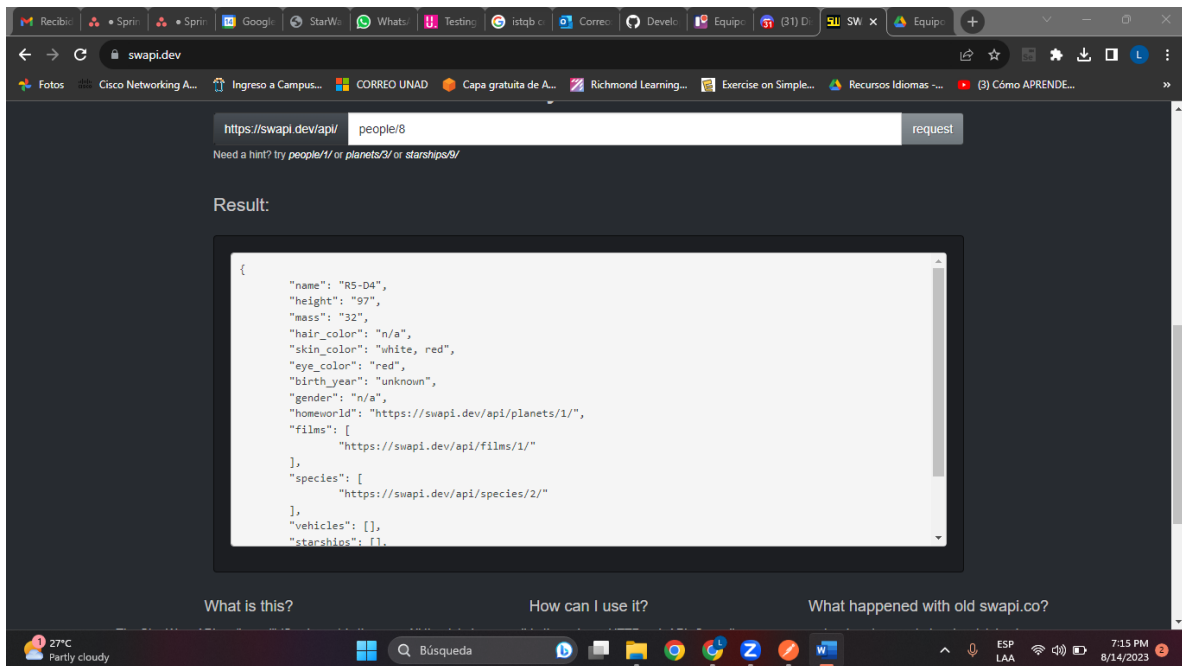 Recibic
• Sprin
• Sprin
14
Google
StarWa
Whats/
U.
Testing
istqb c
Correo
Develo
Equipo
(31) Di
SW
Equipo
swapi.dev
L
Fotos
Cisco Networking A...
Ingreso a Campus...
CORREO UNAD
Capa gratuita de A...
Richmond Learning...
Exercise on Simple...
Recursos Idiomas -...
(3) Cómo APRENDE...
»
https://swapi.dev/api/ people/8 request
Need a hint? try people/1/ or planets/3/ or starships/9/
Result:
{
"name": "R5-D4",
"height": "97",
"mass": "32",
"hair_color": "n/a",
"skin_color": "white, red",
"eye_color": "red",
"birth_year": "unknown",
"gender": "n/a",
"homeworld": "https://swapi.dev/api/planets/1/",
"films": [
"https://swapi.dev/api/films/1/"
],
"species": [
"https://swapi.dev/api/species/2/"
],
"vehicles": [],
"starships": [],
What is this?
How can I use it?
What happened with old swapi.co?
1
27°C
Partly cloudy
Búsqueda
ESP
LAA
7:15 PM
8/14/2023
2